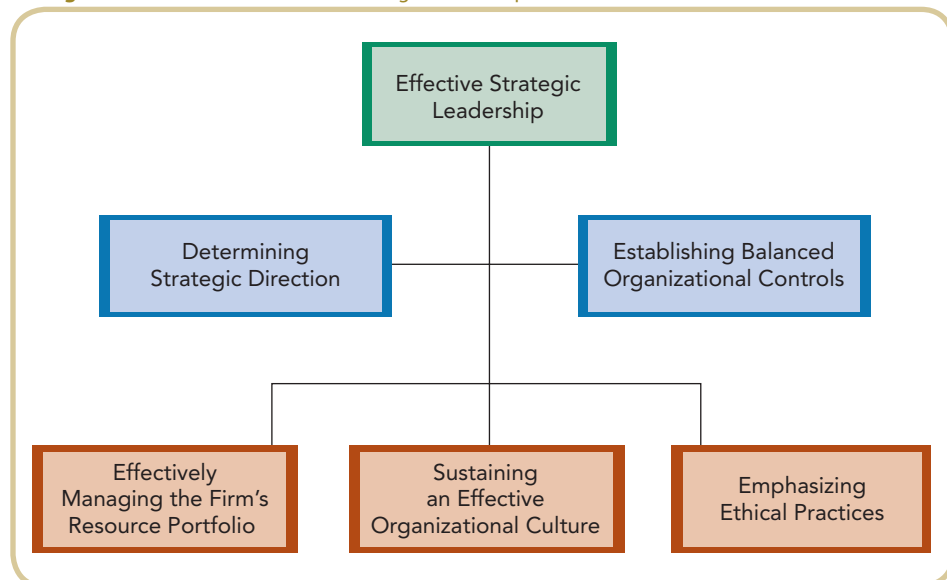 Effective Strategic
Leadership
Determining
Strategic Direction
Establishing Balanced
Organizational Controls
Effectively
Managing the Firm's
Resource Portfolio
Sustaining
an Effective
Organizational Culture
Emphasizing
Ethical Practices